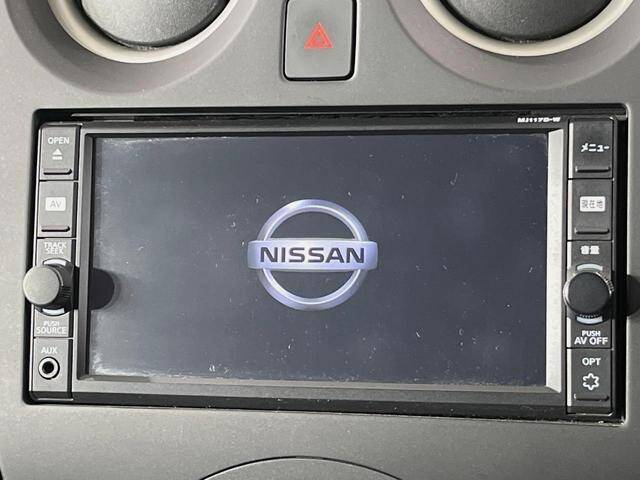 MJ117D-W
OPEN
AV
TRACK
SEEK
PUSH
SOURCE
AUX
NISSAN
メニュー
現在地
音量
PUSH
AV OFF
OPT